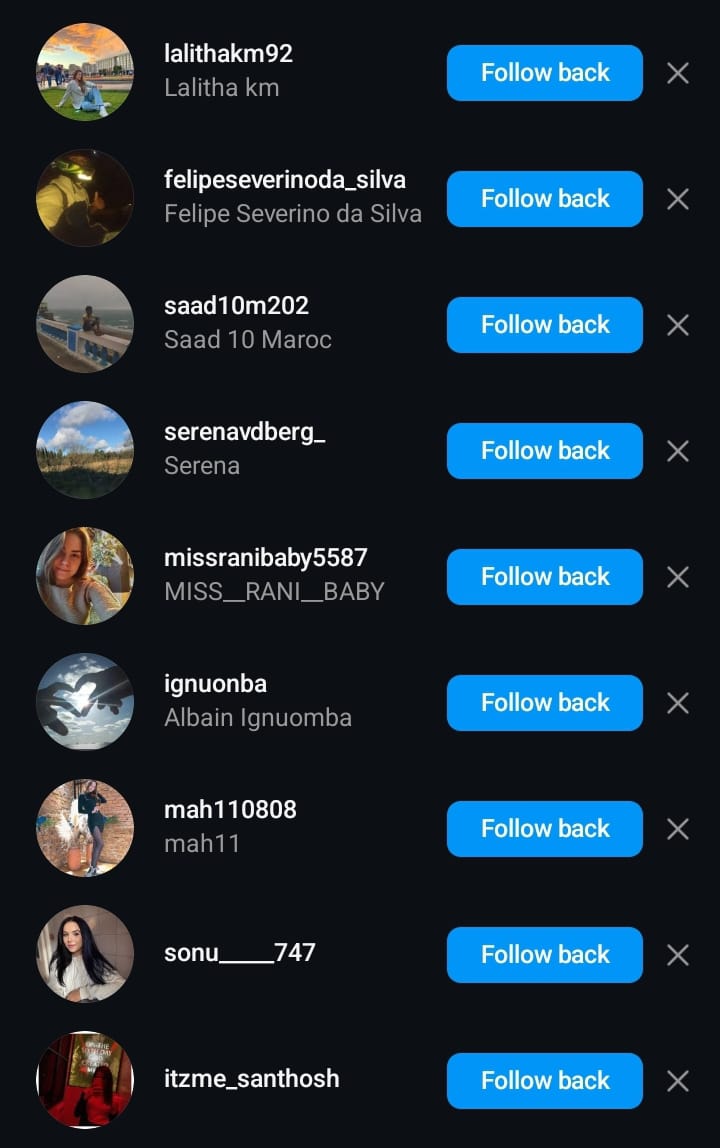 lalithakm92
Lalitha km
Follow back
felipeseverinoda_silva
Felipe Severino da Silva
Follow back
saad10m202
Saad 10 Maroc
Follow back
serenavdberg_
Serena
Follow back
missranibaby5587
MISS__RANI__BABY
Follow back
ignuonba
Albain Ignuomba
Follow back
mah110808
mah11
Follow back
sonu_____747
Follow back
itzme_santhosh
Follow back